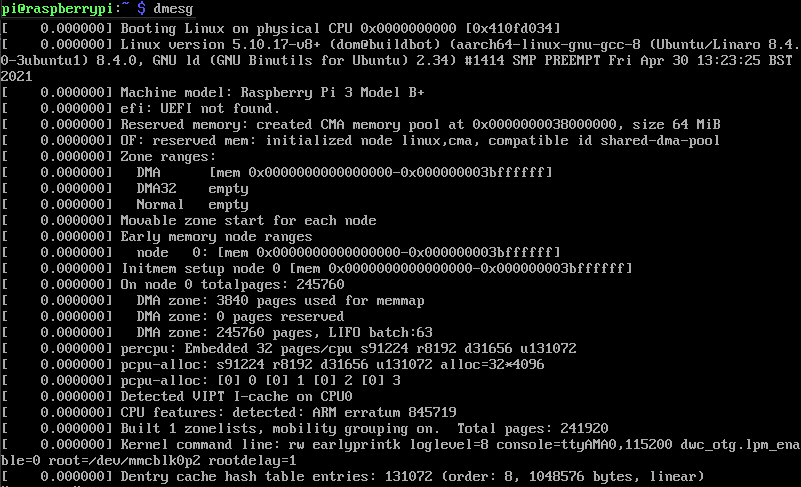 pi@raspberrypi:~ $ dmesg
[    0.000000] Booting Linux on physical CPU 0x0000000000 [0x410fd034]
[    0.000000] Linux version 5.10.17-v8+ (dom@buildbot) (aarch64-linux-gnu-gcc-8 (Ubuntu/Linaro 8.4.
0-3ubuntu1) 8.4.0, GNU ld (GNU Binutils for Ubuntu) 2.34) #1414 SMP PREEMPT Fri Apr 30 13:23:25 BST
2021
[    0.000000] Machine model: Raspberry Pi 3 Model B+
[    0.000000] efi: UEFI not found.
[    0.000000] Reserved memory: created CMA memory pool at 0x0000000038000000, size 64 MiB
[    0.000000] OF: reserved mem: initialized node linux,cma, compatible id shared-dma-pool
[    0.000000] Zone ranges:
[    0.000000]   DMA      [mem 0x0000000000000000-0x000000003bffffff]
[    0.000000]   DMA32    empty
[    0.000000]   Normal   empty
[    0.000000] Movable zone start for each node
[    0.000000] Early memory node ranges
[    0.000000]   node   0: [mem 0x0000000000000000-0x000000003bffffff]
[    0.000000] Initmem setup node 0 [mem 0x0000000000000000-0x000000003bffffff]
[    0.000000] On node 0 totalpages: 245760
[    0.000000]   DMA zone: 3840 pages used for memmap
[    0.000000]   DMA zone: 0 pages reserved
[    0.000000]   DMA zone: 245760 pages, LIFO batch:63
[    0.000000] percpu: Embedded 32 pages/cpu s91224 r8192 d31656 u131072
[    0.000000] pcpu-alloc: s91224 r8192 d31656 u131072 alloc=32*4096
[    0.000000] pcpu-alloc: [0] 0 [0] 1 [0] 2 [0] 3
[    0.000000] Detected VIPT I-cache on CPU0
[    0.000000] CPU features: detected: ARM erratum 845719
[    0.000000] Built 1 zonelists, mobility grouping on.  Total pages: 241920
[    0.000000] Kernel command line: rw earlyprintk loglevel=8 console=ttyAMA0,115200 dwc_otg.lpm_ena
ble=0 root=/dev/mmcblk0p2 rootdelay=1
[    0.000000] Dentry cache hash table entries: 131072 (order: 8, 1048576 bytes, linear)